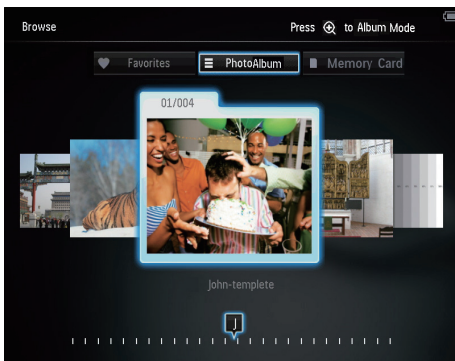 Browse
Press to Album Mode
Favorites PhotoAlbum Memory Card
01/004
John-templete
J